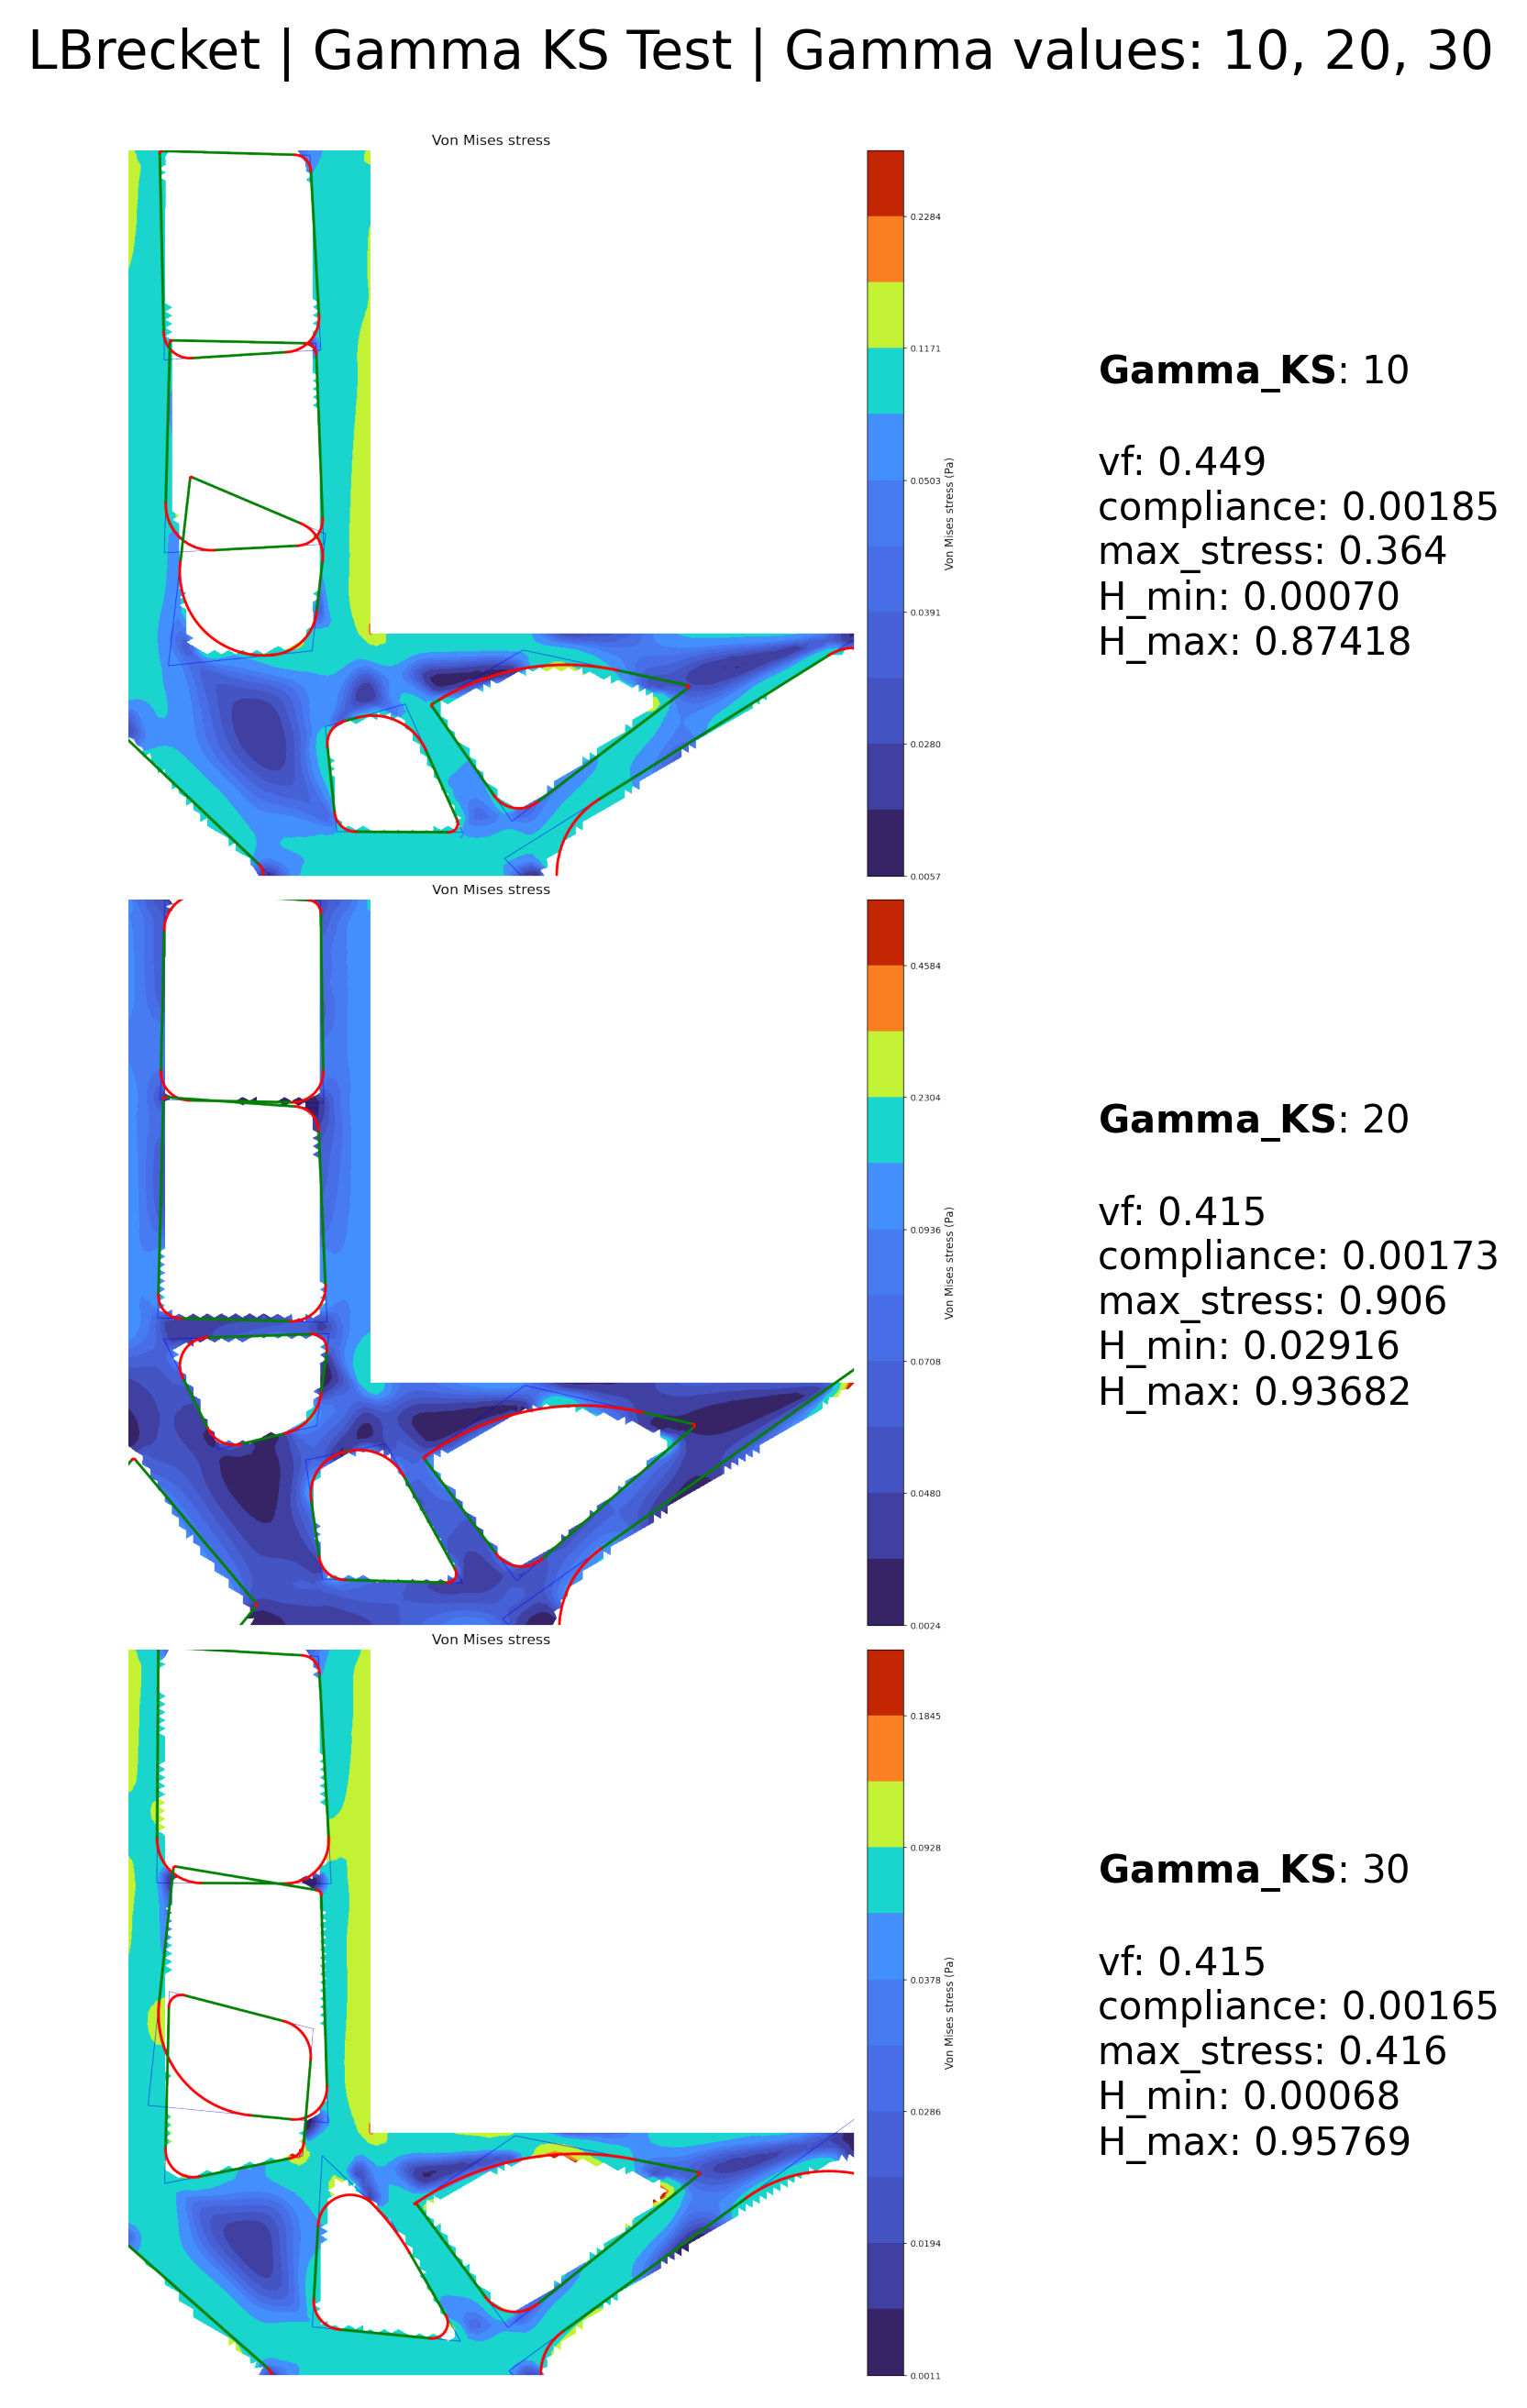 LBrecket | Gamma KS Test | Gamma values: 10, 20, 30
Von Mises stress
0.2284
0.1171
0.0503
0.0391
0.0280
0.0057
Von Mises stress (Pa)
Gamma_KS: 10
vf: 0.449
compliance: 0.00185
max_stress: 0.364
H_min: 0.00070
H_max: 0.87418
Von Mises stress
0.4584
0.2304
0.0936
0.0708
0.0480
0.0024
Von Mises stress (Pa)
Gamma_KS: 20
vf: 0.415
compliance: 0.00173
max_stress: 0.906
H_min: 0.02916
H_max: 0.93682
Von Mises stress
0.1845
0.0928
0.0378
0.0286
0.0194
0.0011
Von Mises stress (Pa)
Gamma_KS: 30
vf: 0.415
compliance: 0.00165
max_stress: 0.416
H_min: 0.00068
H_max: 0.95769